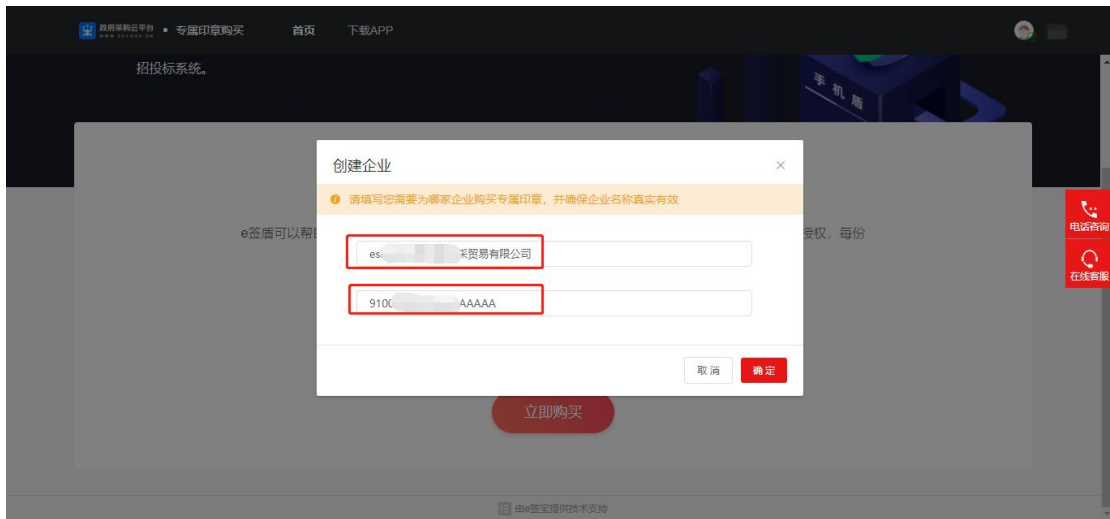 政府采购云平台 • 专属印章购买 首页 下载APP
招投标系统。
手机盾
创建企业
请填写您需要为哪家企业购买专属印章，并确保企业名称真实有效
e签盾可以帮
授权，每份
采贸易有限公司
9100 AAAAA
取消 确定
立即购买
电话咨询
在线客服
由e签宝提供技术支持